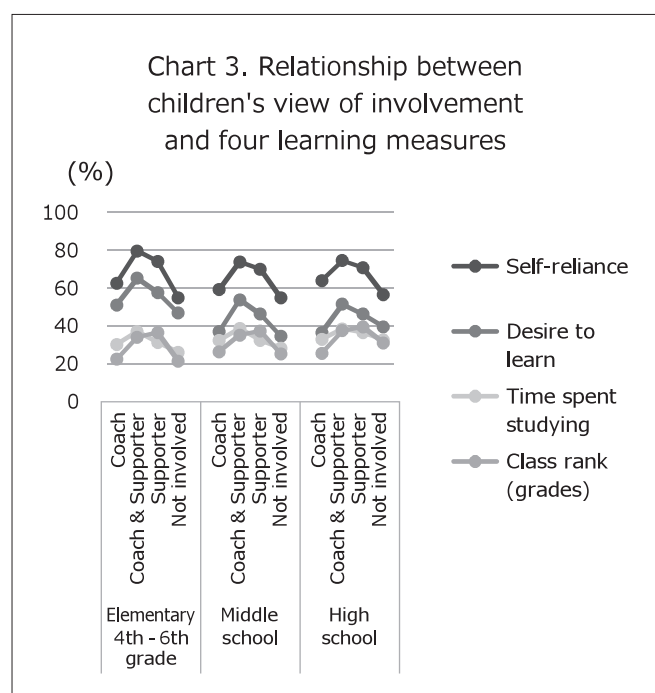 Chart 3. Relationship between
children's view of involvement
and four learning measures
(%)
100
80
60
40
20
0
Self-reliance
Desire to
learn
Time spent
studying
Class rank
(grades)
Coach
Coach & Supporter
Supporter
Not involved
Coach
Coach & Supporter
Supporter
Not involved
Coach
Coach & Supporter
Supporter
Not involved
Elementary
4th - 6th
grade
Middle
school
High
school